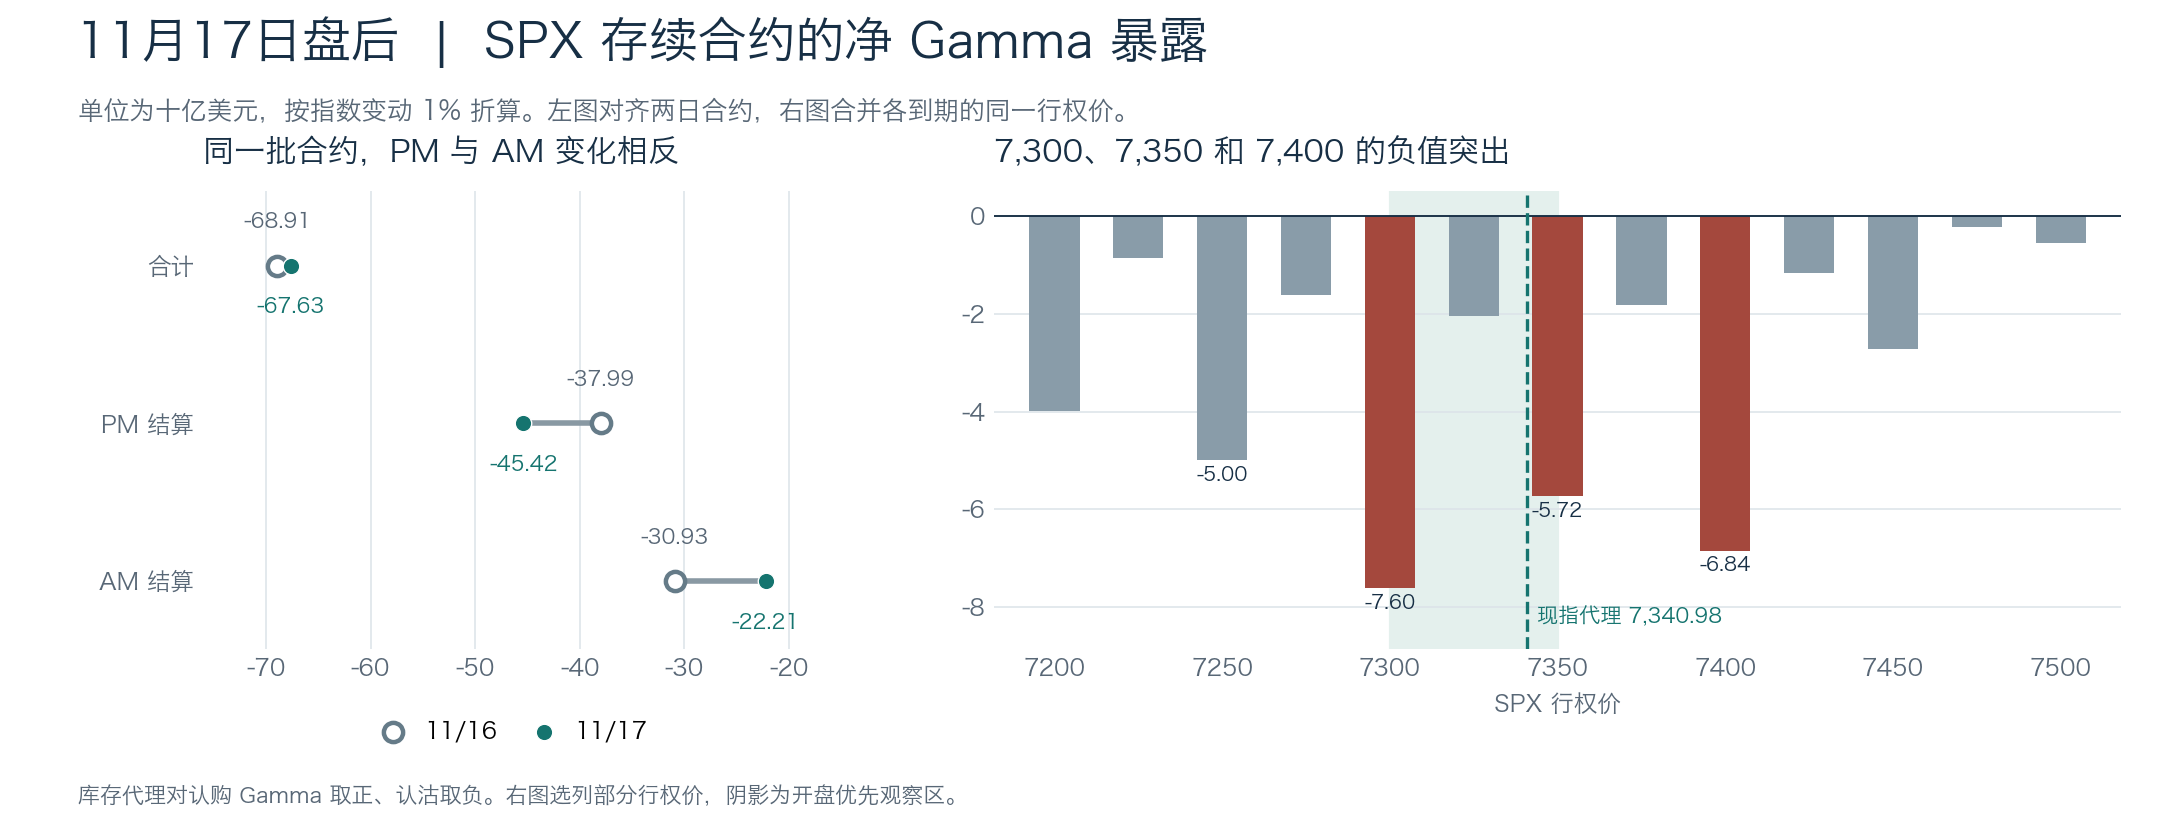 11月17日盘后 | SPX 存续合约的净 Gamma 暴露
单位为十亿美元，按指数变动 1% 折算。左图对齐两日合约，右图合并各到期的同一行权价。
同一批合约，PM 与 AM 变化相反
-68.91
合计
-67.63
-37.99
PM 结算
-45.42
-30.93
AM 结算
-22.21
-70 -60 -50 -40 -30 -20
11/16 11/17
7,300、7,350 和 7,400 的负值突出
0
-2
-4
-5.00
-6
-5.72
-6.84
-7.60
-8
现指代理 7,340.98
7200 7250 7300 7350 7400 7450 7500
SPX 行权价
库存代理对认购 Gamma 取正、认沽取负。右图选列部分行权价，阴影为开盘优先观察区。